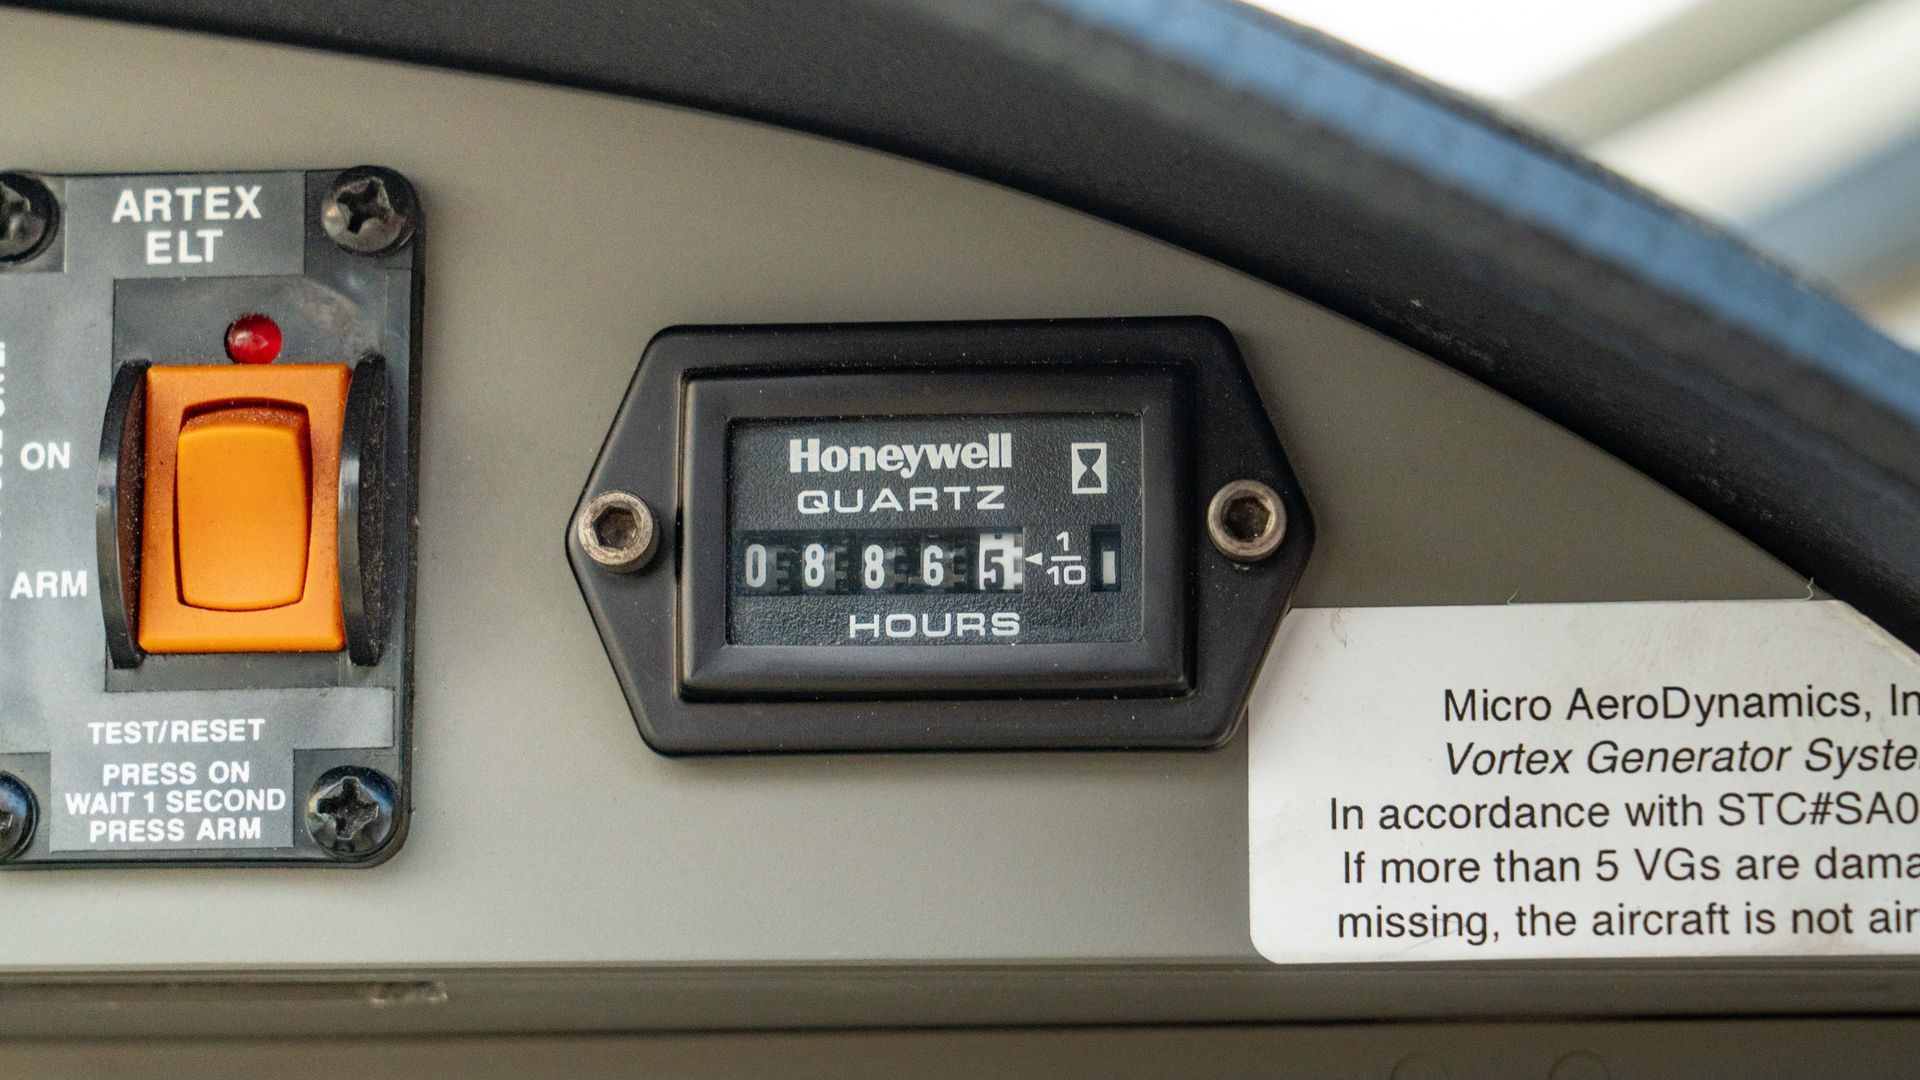 ARTEX
ELT
ON
ARM
TEST/RESET
PRESS ON
WAIT 1 SECOND
PRESS ARM
Honeywell
QUARTZ
0 8 8 6 5 1/10
HOURS
Micro AeroDynamics,
Vortex Generator
In accordance with
If more than 5 VGs are
missing, the aircraft is not